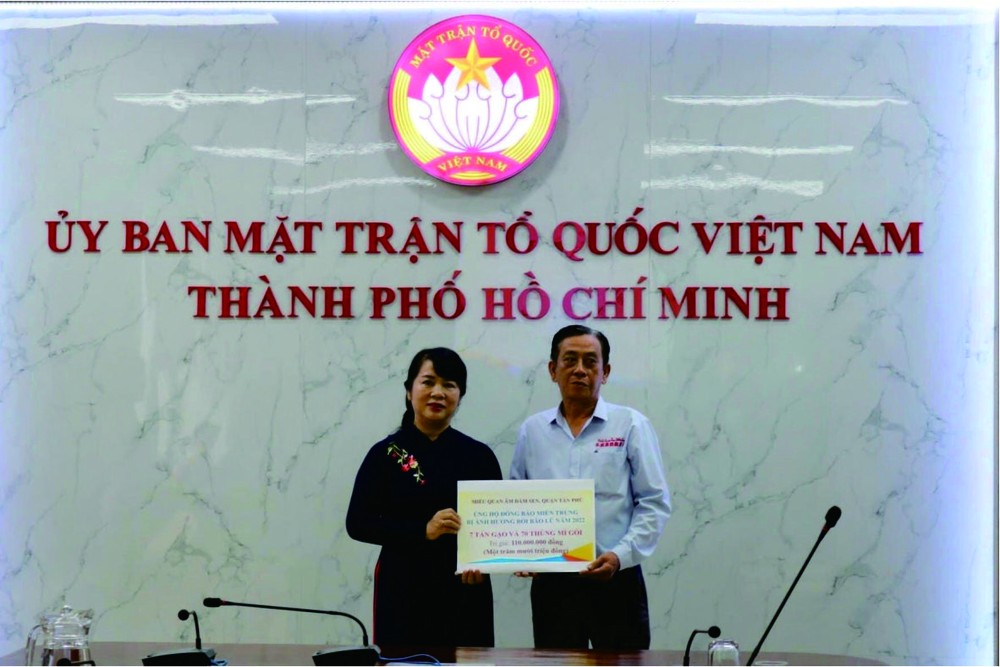 MẶT TRẬN TỔ QUỐC
VIỆT NAM
ỦY BAN MẶT TRẬN TỔ QUỐC VIỆT NAM
THÀNH PHỐ HỒ CHÍ MINH
MIẾU QUAN ÂM ĐẦM SEN, QUẬN TÂN PHÚ
ỦNG HỘ ĐỒNG BÀO MIỀN TRUNG
BỊ ẢNH HƯỞNG BỞI BÃO LŨ NĂM 2022
7 TẤN GẠO VÀ 70 THÙNG MÌ GÓI
Trị giá: 110.000.000 đồng
(Một trăm mười triệu đồng)